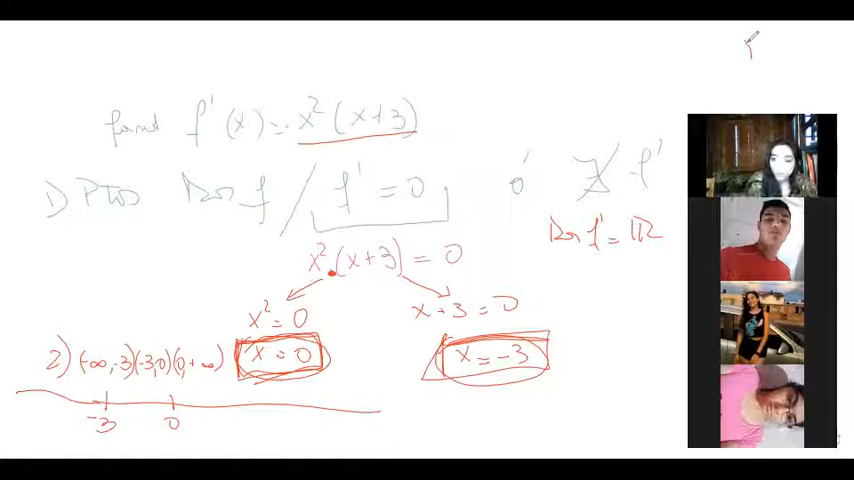 f'(x) = x²(x+3)
1) Ptos Dom f / f' = 0 o' ∄ f'
Dom f' = ℝ
x²·(x+3) = 0
x² = 0 x+3 = 0
2) (-∞,-3)(-3,0)(0,+∞) x = 0 x = -3
-3 0